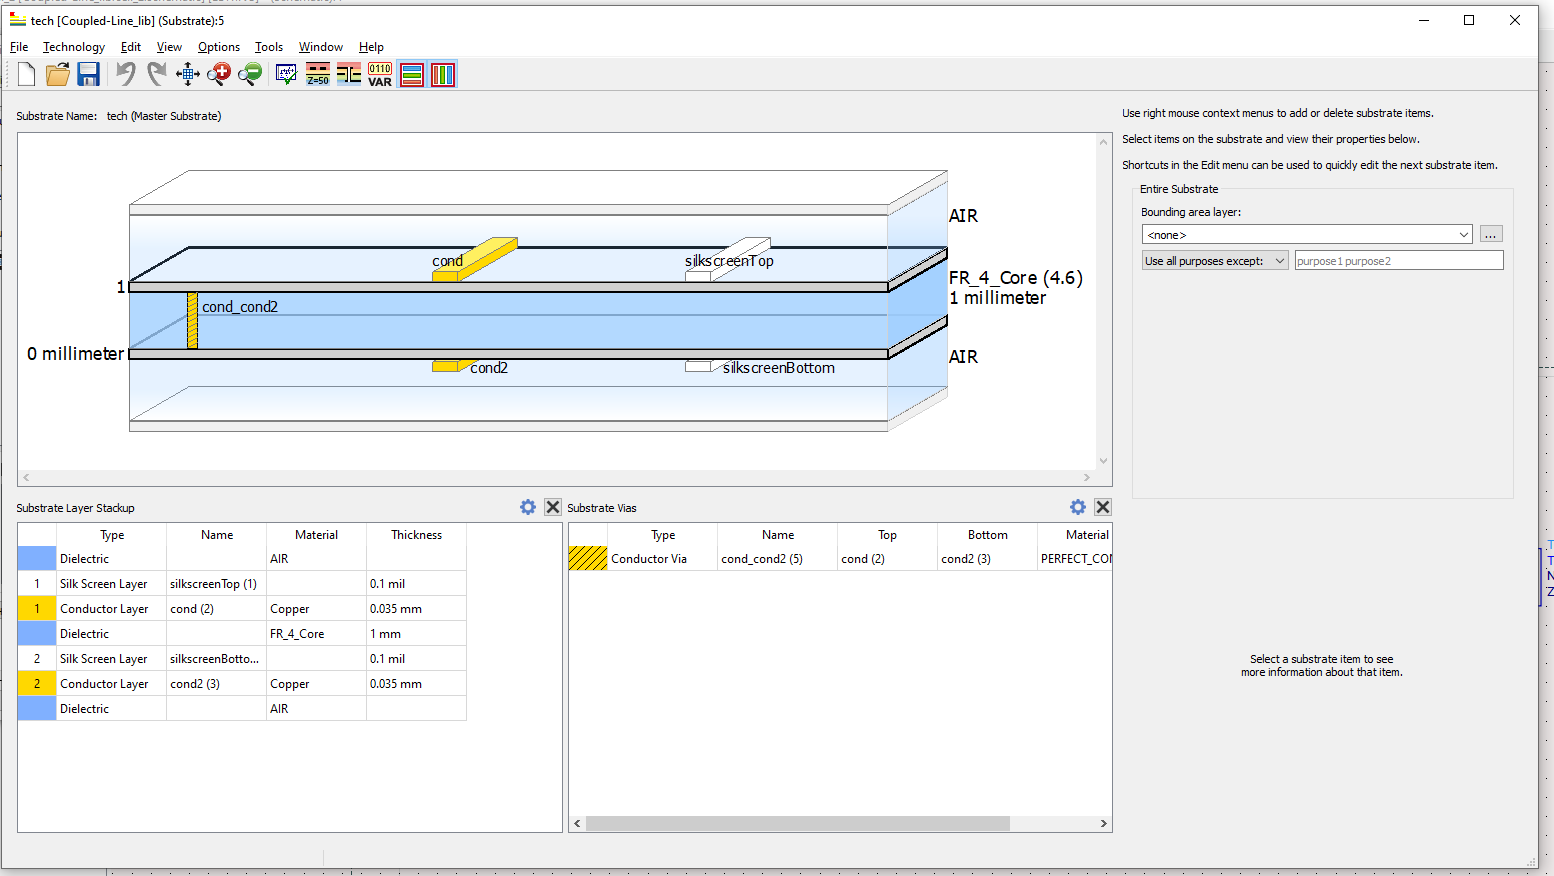 tech [Coupled-Line_lib] (Substrate):5
File Technology Edit View Options Tools Window Help
Z=50
0110
VAR
Substrate Name: tech (Master Substrate)
Use right mouse context menus to add or delete substrate items.
Select items on the substrate and view their properties below.
Shortcuts in the Edit menu can be used to quickly edit the next substrate item.
Entire Substrate
Bounding area layer:
<none>
...
Use all purposes except: purpose1 purpose2
AIR
cond silkscreenTop
FR_4_Core (4.6)
1
1 millimeter
cond_cond2
0 millimeter
AIR
cond2 silkscreenBottom
Substrate Layer Stackup
Type Name Material Thickness
Dielectric AIR
1 Silk Screen Layer silkscreenTop (1) 0.1 mil
1 Conductor Layer cond (2) Copper 0.035 mm
Dielectric FR_4_Core 1 mm
2 Silk Screen Layer silkscreenBotto... 0.1 mil
2 Conductor Layer cond2 (3) Copper 0.035 mm
Dielectric AIR
Substrate Vias
Type Name Top Bottom Material
Conductor Via cond_cond2 (5) cond (2) cond2 (3) PERFECT_CON
Select a substrate item to see
more information about that item.